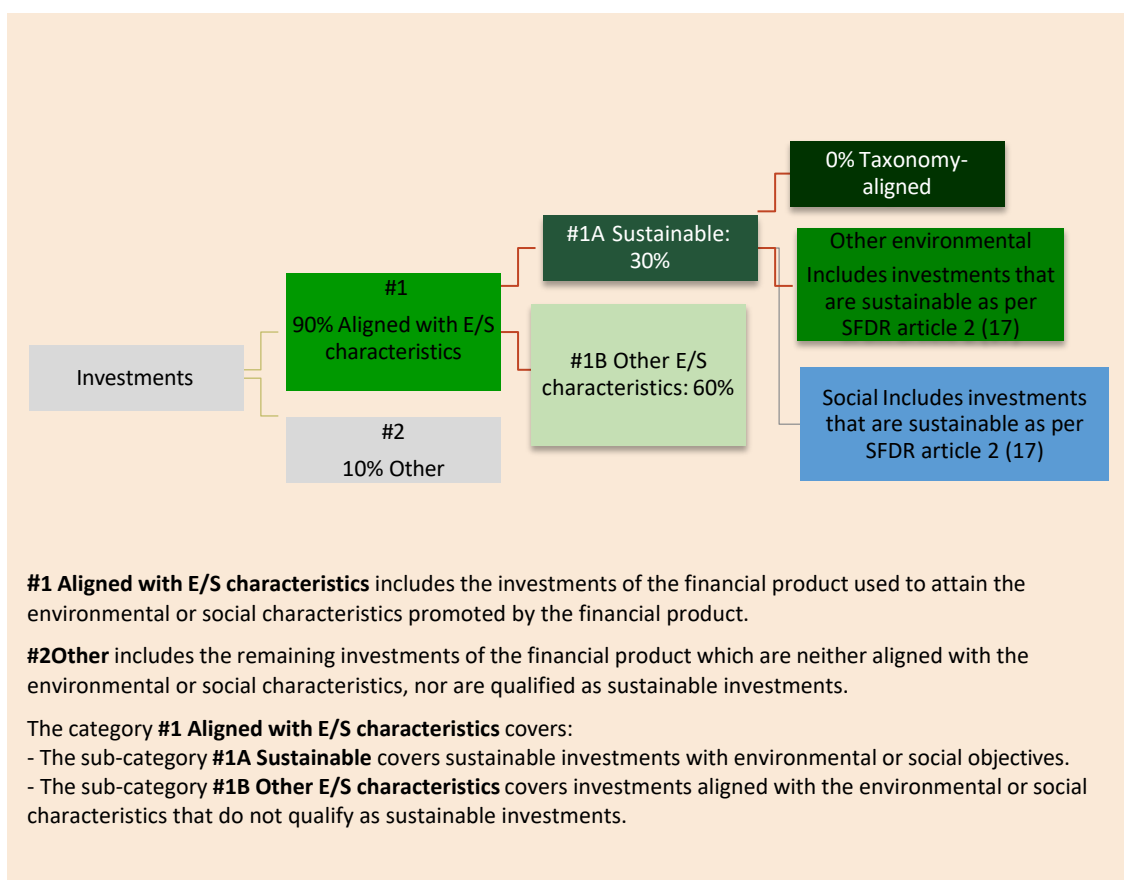 Investments
#1
90% Aligned with E/S
characteristics
#2
10% Other
#1A Sustainable:
30%
#1B Other E/S
characteristics: 60%
0% Taxonomy-
aligned
Other environmental
Includes investments that
are sustainable as per
SFDR article 2 (17)
Social Includes investments
that are sustainable as per
SFDR article 2 (17)
#1 Aligned with E/S characteristics includes the investments of the financial product used to attain the
environmental or social characteristics promoted by the financial product.
#2Other includes the remaining investments of the financial product which are neither aligned with the
environmental or social characteristics, nor are qualified as sustainable investments.
The category #1 Aligned with E/S characteristics covers:
- The sub-category #1A Sustainable covers sustainable investments with environmental or social objectives.
- The sub-category #1B Other E/S characteristics covers investments aligned with the environmental or social
characteristics that do not qualify as sustainable investments.